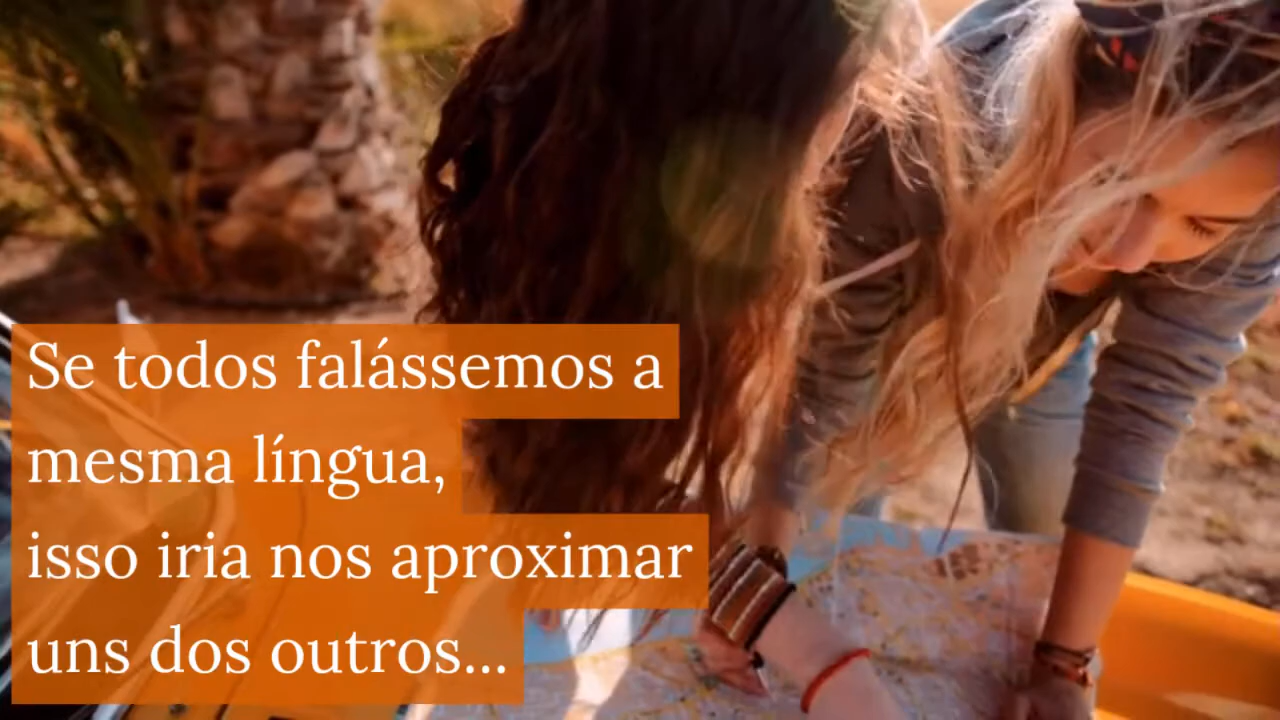 Se todos falássemos a
mesma língua,
isso iria nos aproximar
uns dos outros...